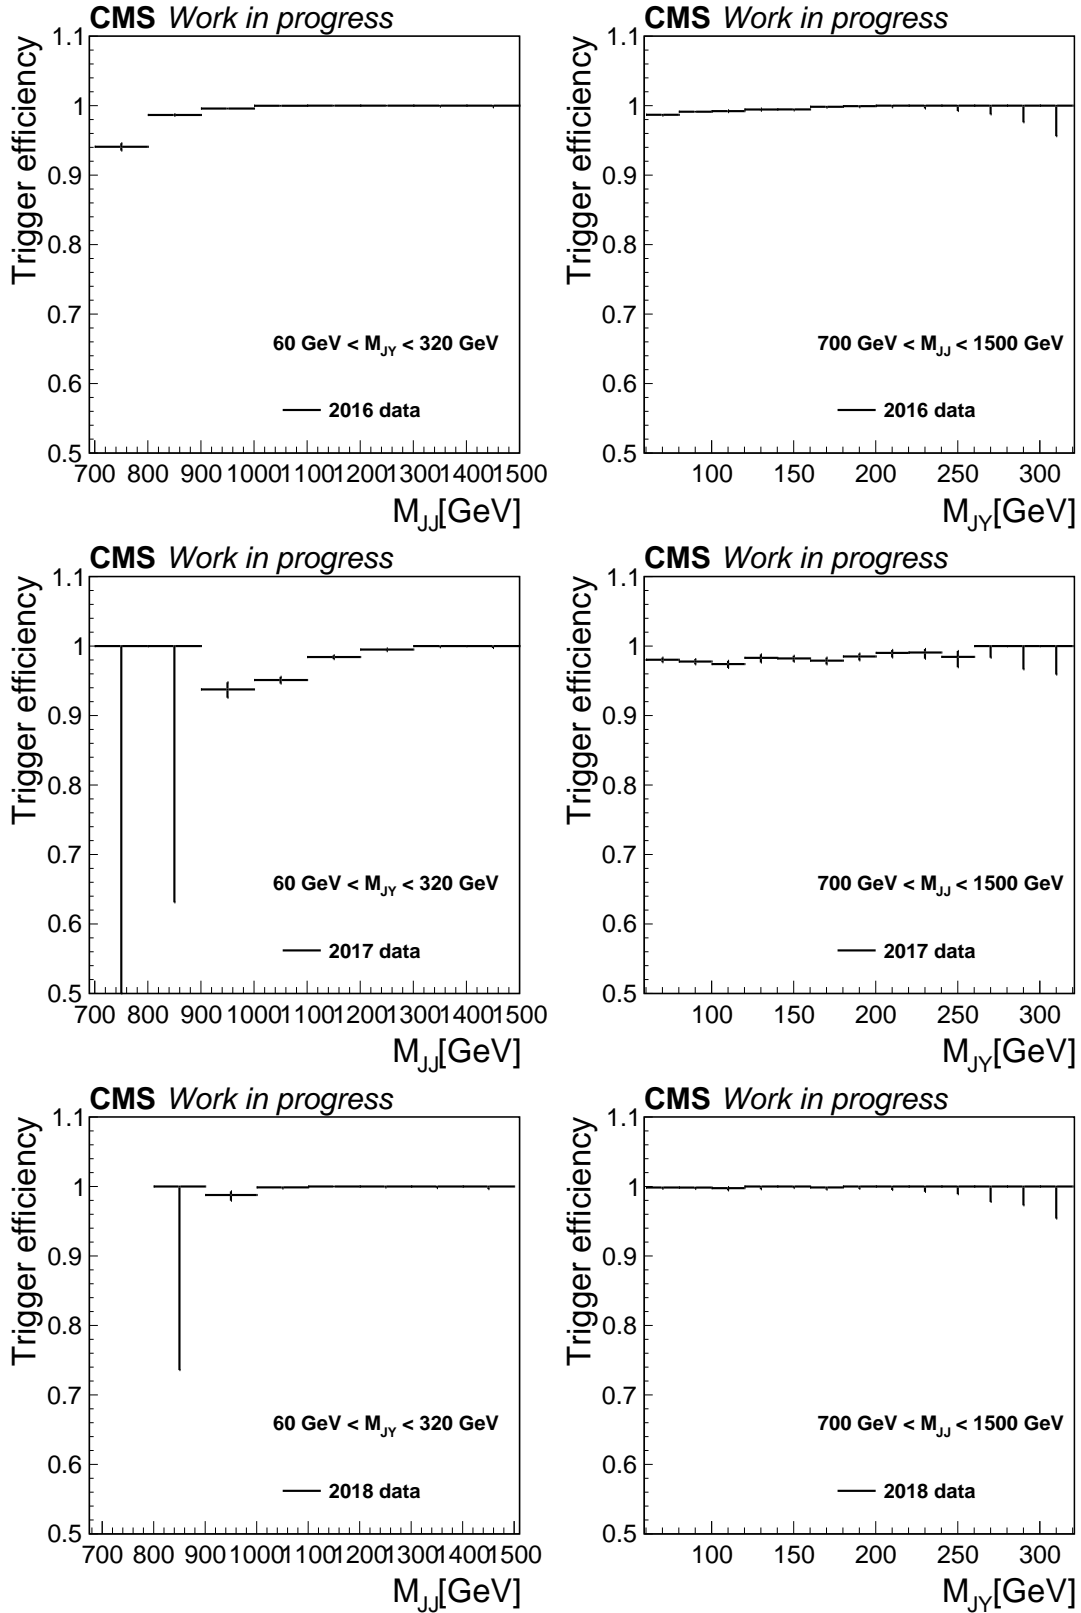 CMS Work in progress
Trigger efficiency
1.1
1
0.9
0.8
0.7
0.6
0.5
60 GeV < M_JY < 320 GeV
2016 data
700 800 900 1000 1100 1200 1300 1400 1500
M_JJ[GeV]
CMS Work in progress
Trigger efficiency
1.1
1
0.9
0.8
0.7
0.6
0.5
700 GeV < M_JJ < 1500 GeV
2016 data
100 150 200 250 300
M_JY[GeV]
CMS Work in progress
Trigger efficiency
1.1
1
0.9
0.8
0.7
0.6
0.5
60 GeV < M_JY < 320 GeV
2017 data
700 800 900 1000 1100 1200 1300 1400 1500
M_JJ[GeV]
CMS Work in progress
Trigger efficiency
1.1
1
0.9
0.8
0.7
0.6
0.5
700 GeV < M_JJ < 1500 GeV
2017 data
100 150 200 250 300
M_JY[GeV]
CMS Work in progress
Trigger efficiency
1.1
1
0.9
0.8
0.7
0.6
0.5
60 GeV < M_JY < 320 GeV
2018 data
700 800 900 1000 1100 1200 1300 1400 1500
M_JJ[GeV]
CMS Work in progress
Trigger efficiency
1.1
1
0.9
0.8
0.7
0.6
0.5
700 GeV < M_JJ < 1500 GeV
2018 data
100 150 200 250 300
M_JY[GeV]